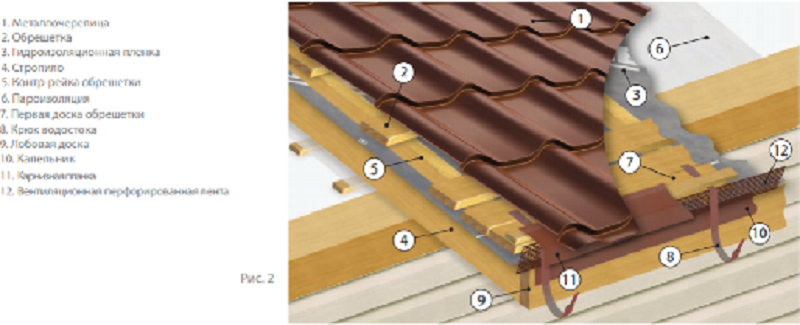 1. Металлочерепица
2. Обрешетка
3. Гидроизоляционная пленка
4. Стропило
5. Контр-рейка обрешетки
6. Пароизоляция
7. Первая доска обрешетки
8. Крюк водостока
9. Лобовая доска
10. Капельник
11. Карнизная планка
12. Вентиляционная перфорированная лента
Рис. 2
1
6
2
3
5
7
12
4
10
8
11
9